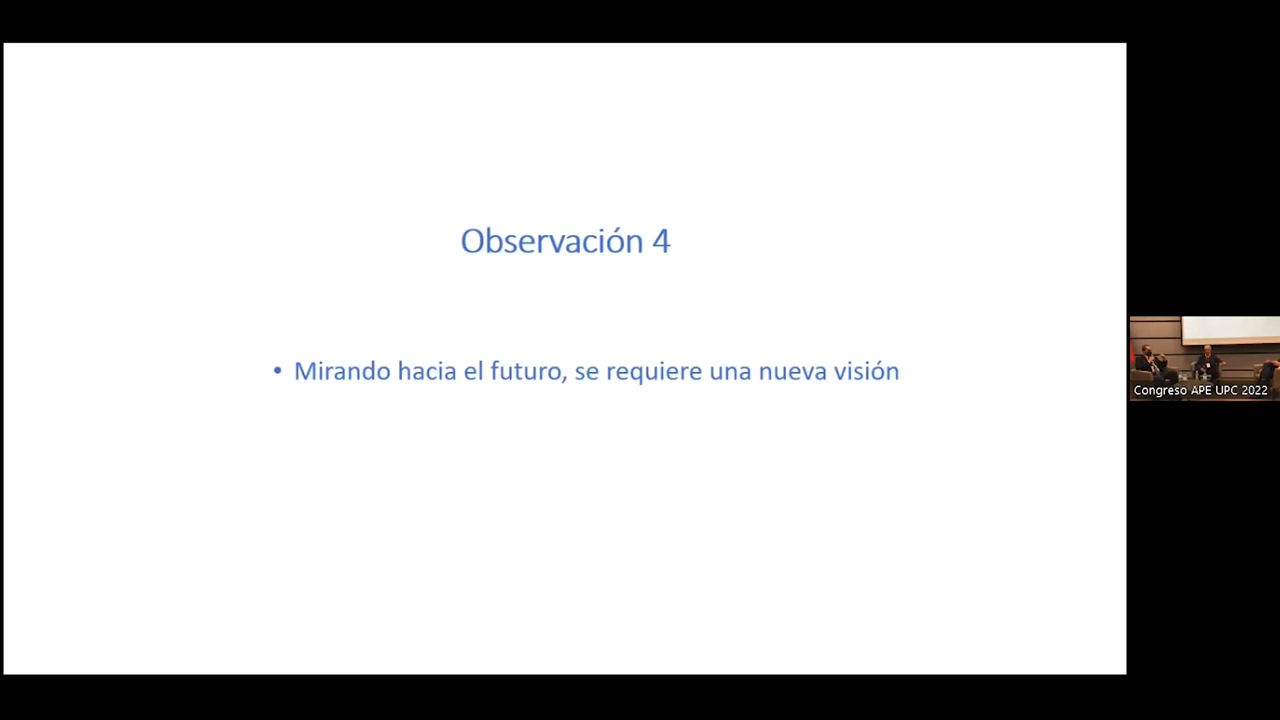 Observación 4
• Mirando hacia el futuro, se requiere una nueva visión
Congreso APE UPC 2022